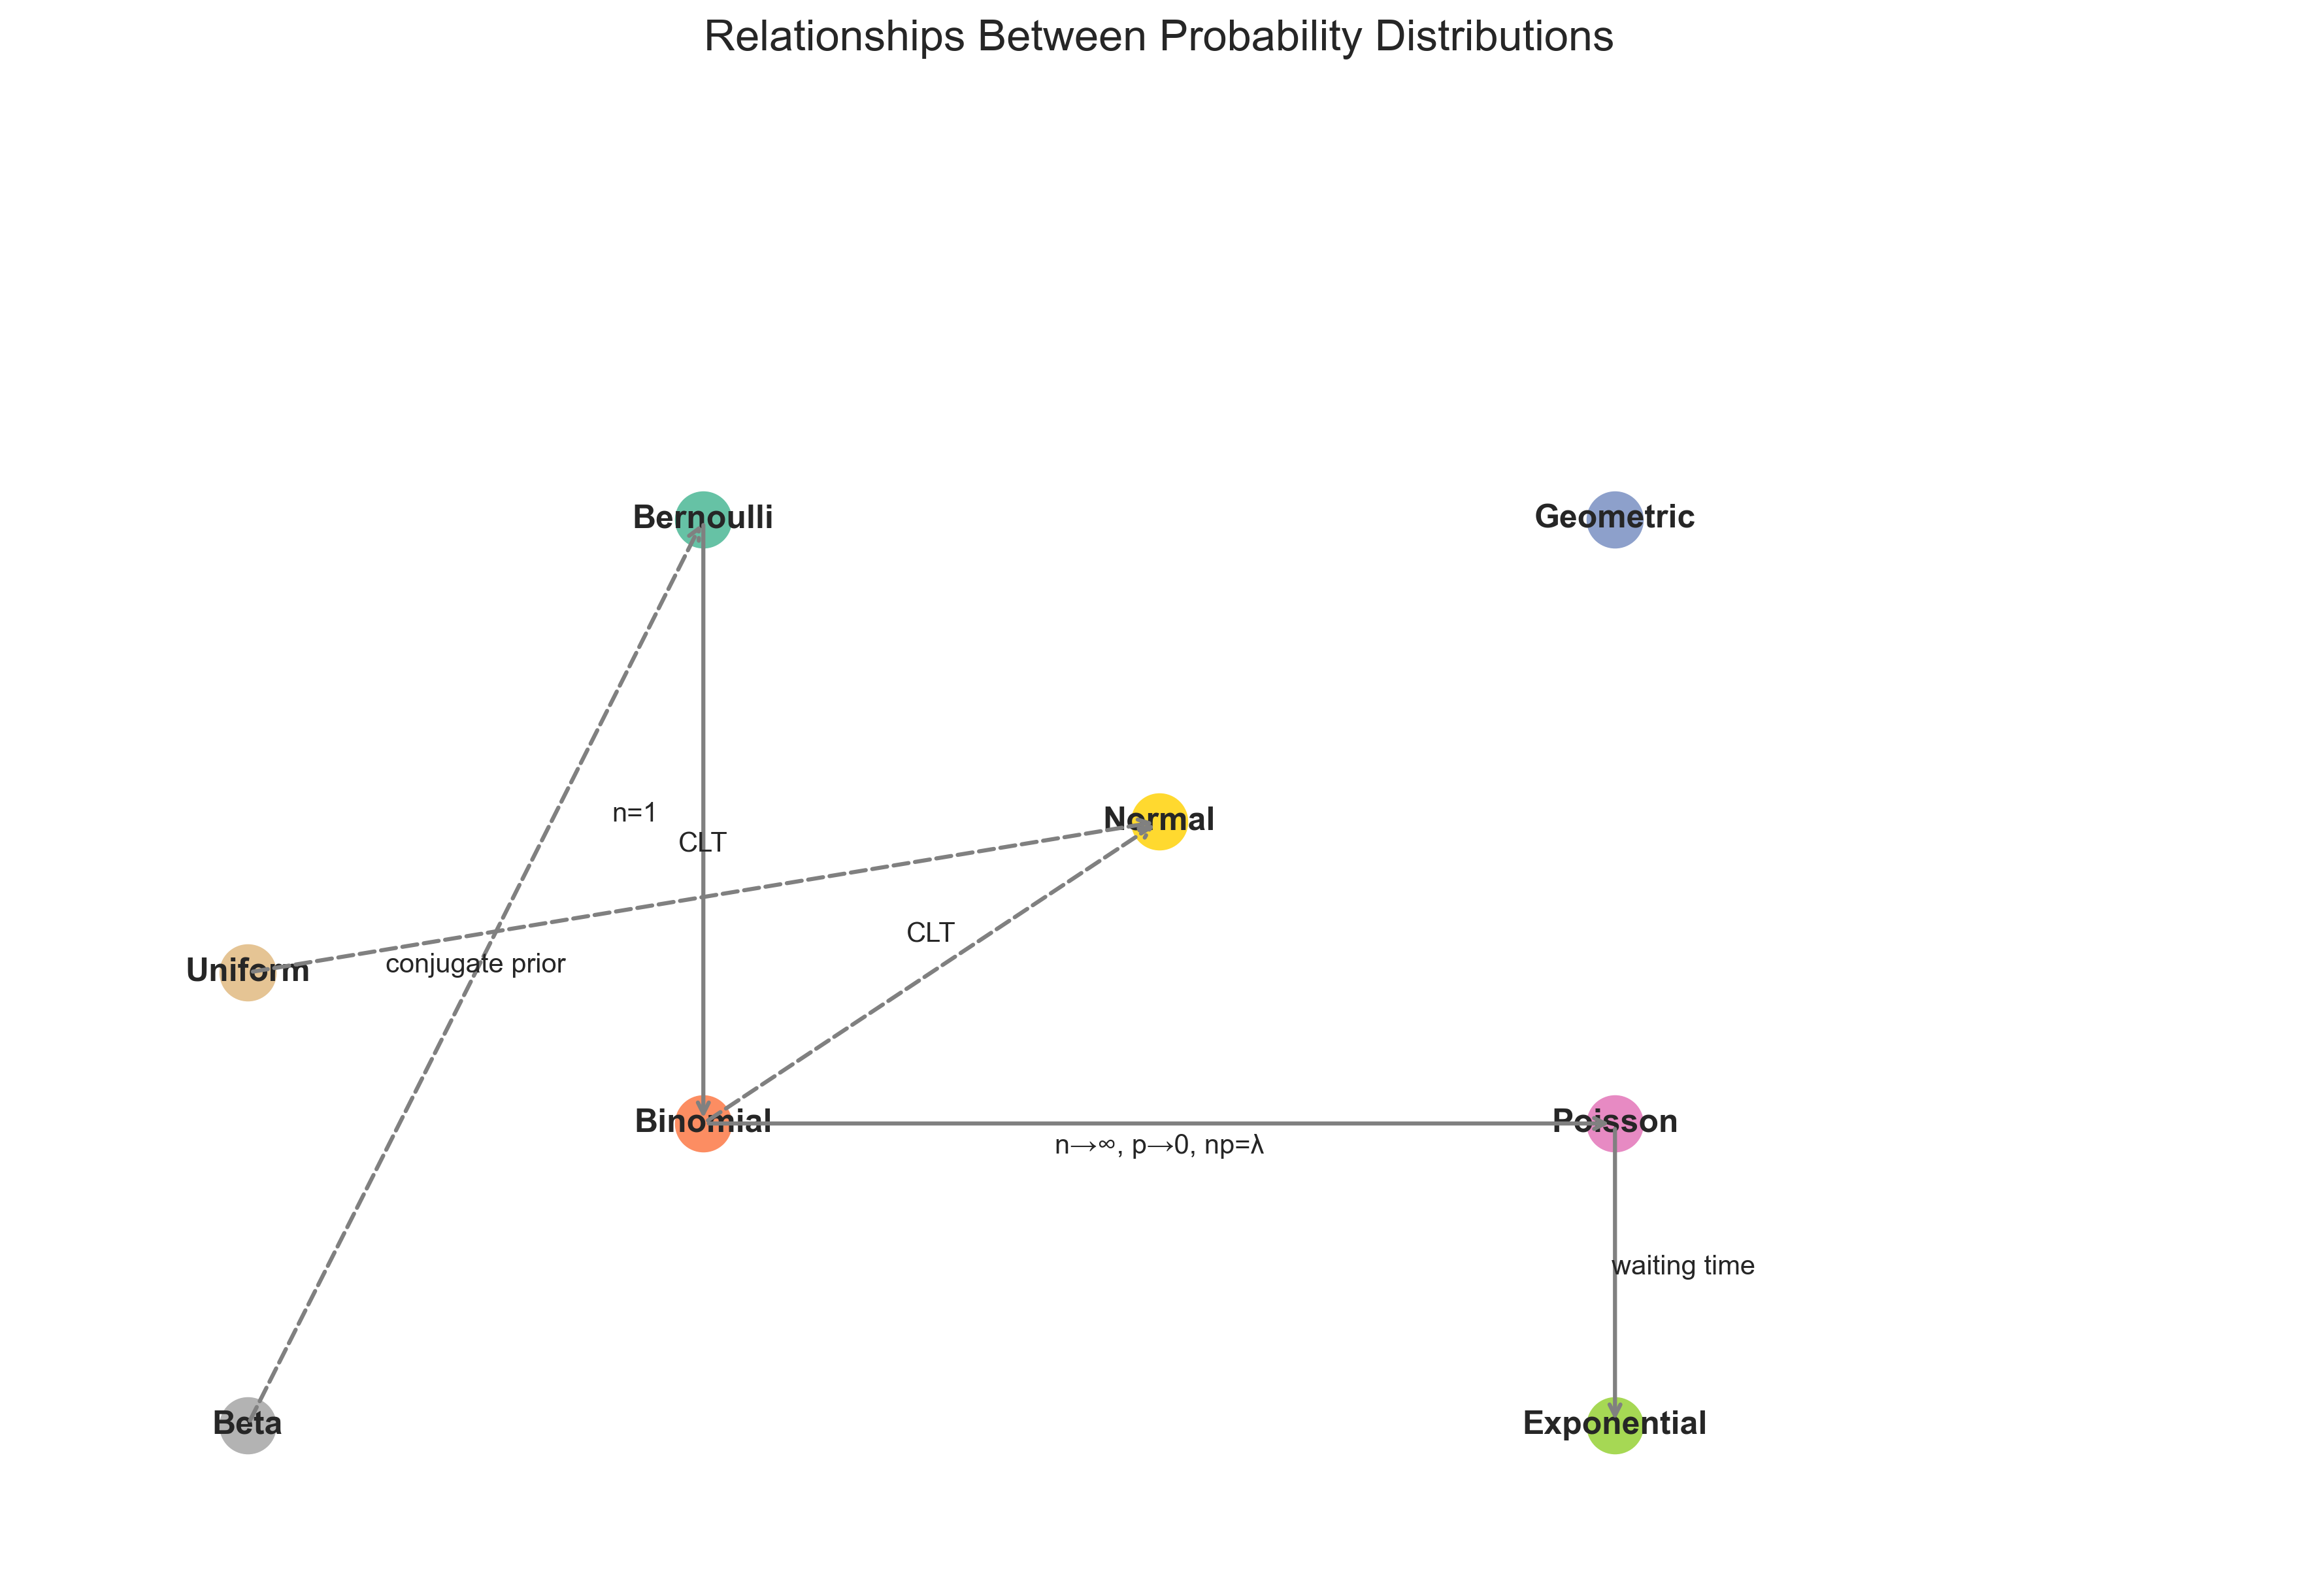 Relationships Between Probability Distributions
Bernoulli
Geometric
n=1
Normal
CLT
CLT
Uniform
conjugate prior
Binomial
Poisson
n→∞, p→0, np=λ
waiting time
Beta
Exponential